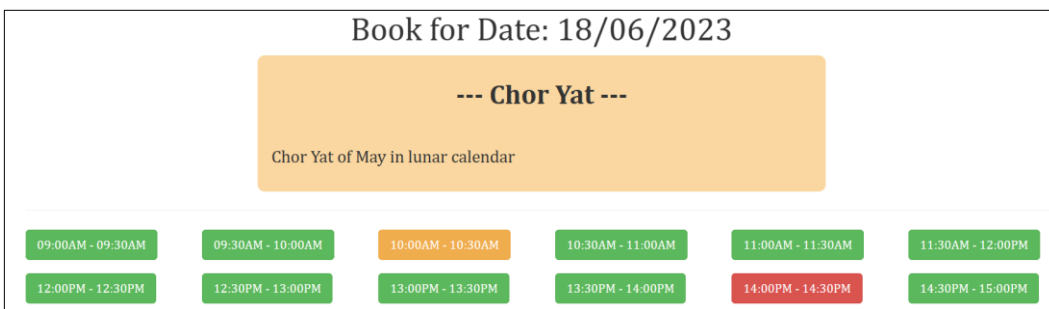 Book for Date: 18/06/2023
--- Chor Yat ---
Chor Yat of May in lunar calendar
09:00AM - 09:30AM 09:30AM - 10:00AM 10:00AM - 10:30AM 10:30AM - 11:00AM 11:00AM - 11:30AM 11:30AM - 12:00PM
12:00PM - 12:30PM 12:30PM - 13:00PM 13:00PM - 13:30PM 13:30PM - 14:00PM 14:00PM - 14:30PM 14:30PM - 15:00PM